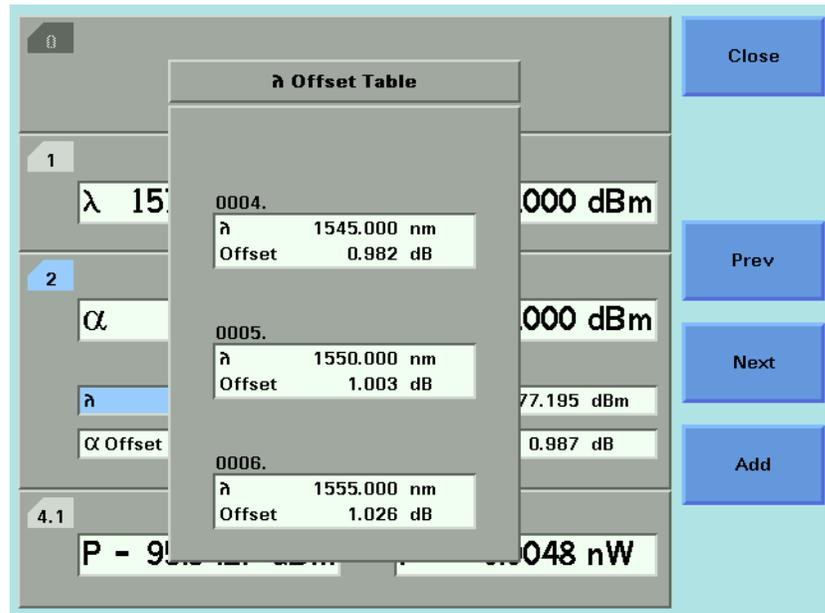 0
Close
λ Offset Table
1
λ 15
.000 dBm
0004.
λ 1545.000 nm
Offset 0.982 dB
2
Prev
α
.000 dBm
0005.
λ 1550.000 nm
Offset 1.003 dB
Next
λ
77.195 dBm
α Offset
0.987 dB
0006.
λ 1555.000 nm
Offset 1.026 dB
Add
4.1
P - 9
048 nW